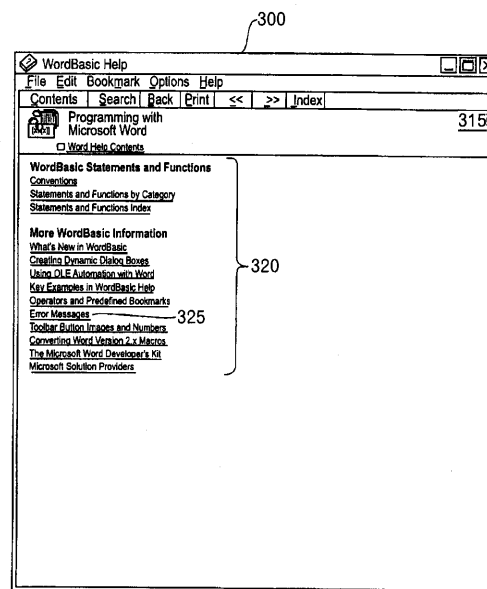 300
WordBasic Help
File Edit Bookmark Options Help
Contents Search Back Print << >> Index
Programming with
Microsoft Word
315
Word Help Contents
WordBasic Statements and Functions
Conventions
Statements and Functions by Category
Statements and Functions Index
More WordBasic Information
What's New in WordBasic
Creating Dynamic Dialog Boxes
Using OLE Automation with Word
320
Key Examples in WordBasic Help
Operators and Predefined Bookmarks
Error Messages 325
Toolbar Button Images and Numbers
Converting Word Version 2.x Macros
The Microsoft Word Developer's Kit
Microsoft Solution Providers